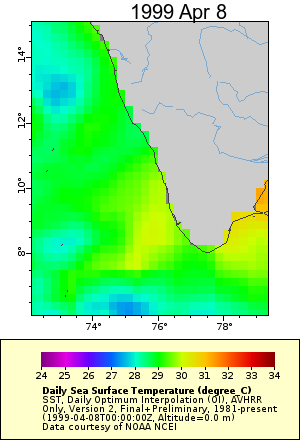 1999 Apr 8
14°
12°
10°
8°
74° 76° 78°
24 25 26 27 28 29 30 31 32 33 34
Daily Sea Surface Temperature (degree_C)
SST, Daily Optimum Interpolation (OI), AVHRR
Only, Version 2, Final+Preliminary, 1981-present
(1999-04-08T00:00:00Z, Altitude=0.0 m)
Data courtesy of NOAA NCEI